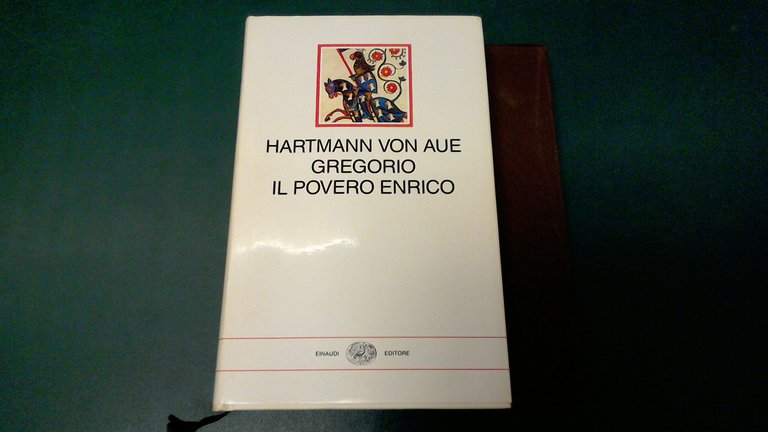 HARTMANN VON AUE
GREGORIO
IL POVERO ENRICO
EINAUDI EDITORE